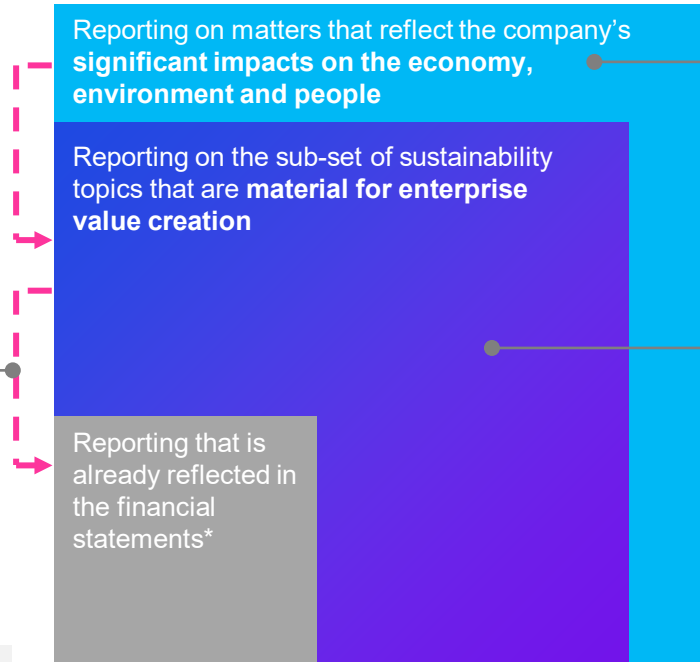 Reporting on matters that reflect the company's
significant impacts on the economy,
environment and people
Reporting on the sub-set of sustainability
topics that are material for enterprise
value creation
Reporting that is
already reflected in
the financial
statements*